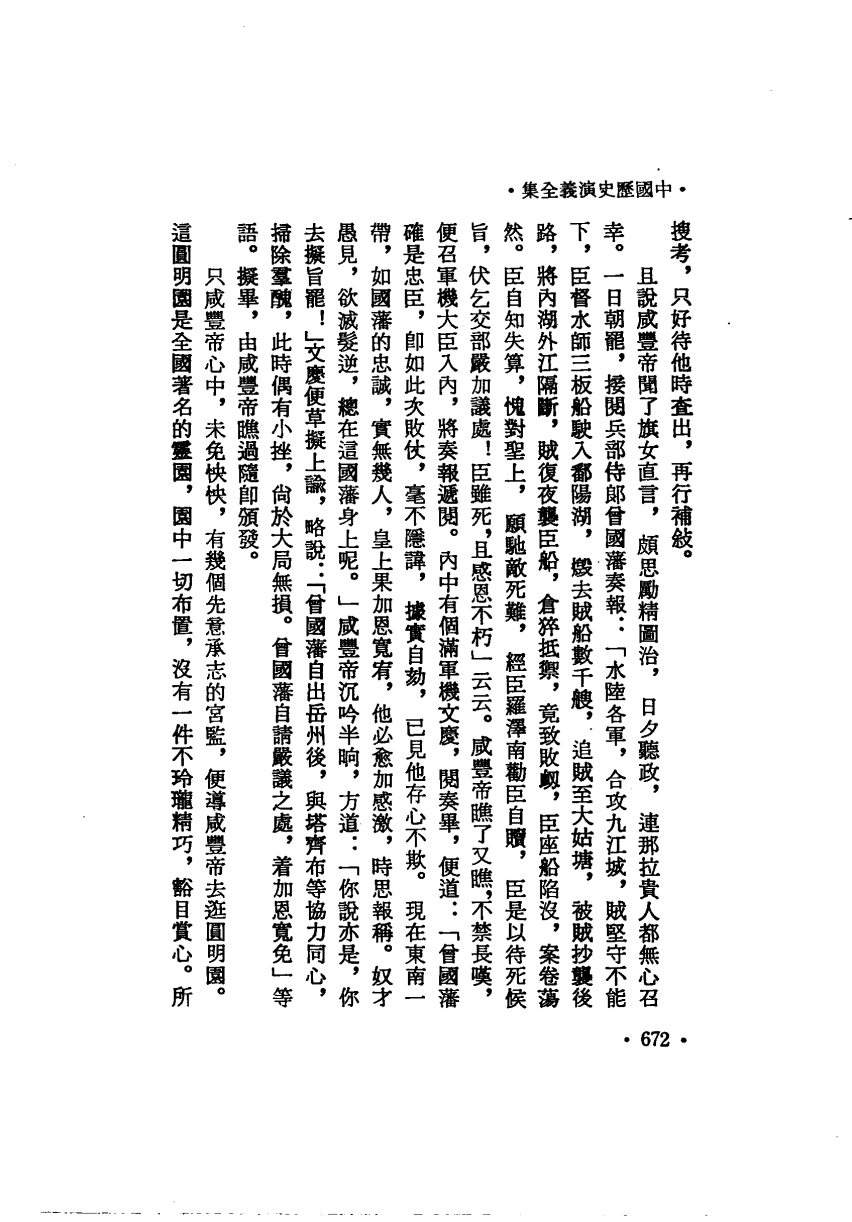 ・中國歷史演義全集・
搜考，只好待他時查出，再行補敍。
且說咸豐帝聞了旗女直言，頗思勵精圖治，日夕聽政，連那拉貴人都無心召
幸。一日朝罷，接閱兵部侍郎曾國藩奏報：「水陸各軍，合攻九江城，賊堅守不能
下，臣督水師三板船駛入鄱陽湖，燬去賊船數千艘，追賊至大姑塘，被賊抄襲後
路，將內湖外江隔斷，賊復夜襲臣船，倉猝抵禦，竟致敗衂，臣座船陷沒，案卷蕩
然。臣自知失算，愧對聖上，願馳敵死難，經臣羅澤南勸臣自贖，臣是以待死候
旨，伏乞交部嚴加議處！臣雖死，且感恩不朽」云云。咸豐帝瞧了又瞧，不禁長嘆，
便召軍機大臣入內，將奏報遞閱。內中有個滿軍機文慶，閱奏畢，便道：「曾國藩
確是忠臣，卽如此次敗仗，毫不隱諱，據實自劾，已見他存心不欺。現在東南一
帶，如國藩的忠誠，實無幾人，皇上果加恩寬宥，他必愈加感激，時思報稱。奴才
愚見，欲滅髮逆，總在這國藩身上呢。」咸豐帝沉吟半晌，方道：「你說亦是，你
去擬旨罷！」文慶便草擬上諭，略說：「曾國藩自出岳州後，與塔齊布等協力同心，
掃除羣醜，此時偶有小挫，尙於大局無損。曾國藩自請嚴議之處，着加恩寬免」等
語。擬畢，由咸豐帝瞧過隨卽頒發。
只咸豐帝心中，未免怏怏，有幾個先意承志的宮監，便導咸豐帝去逛圓明園。
這圓明園是全國著名的靈園，園中一切布置，沒有一件不玲瓏精巧，豁目賞心。所
・672・